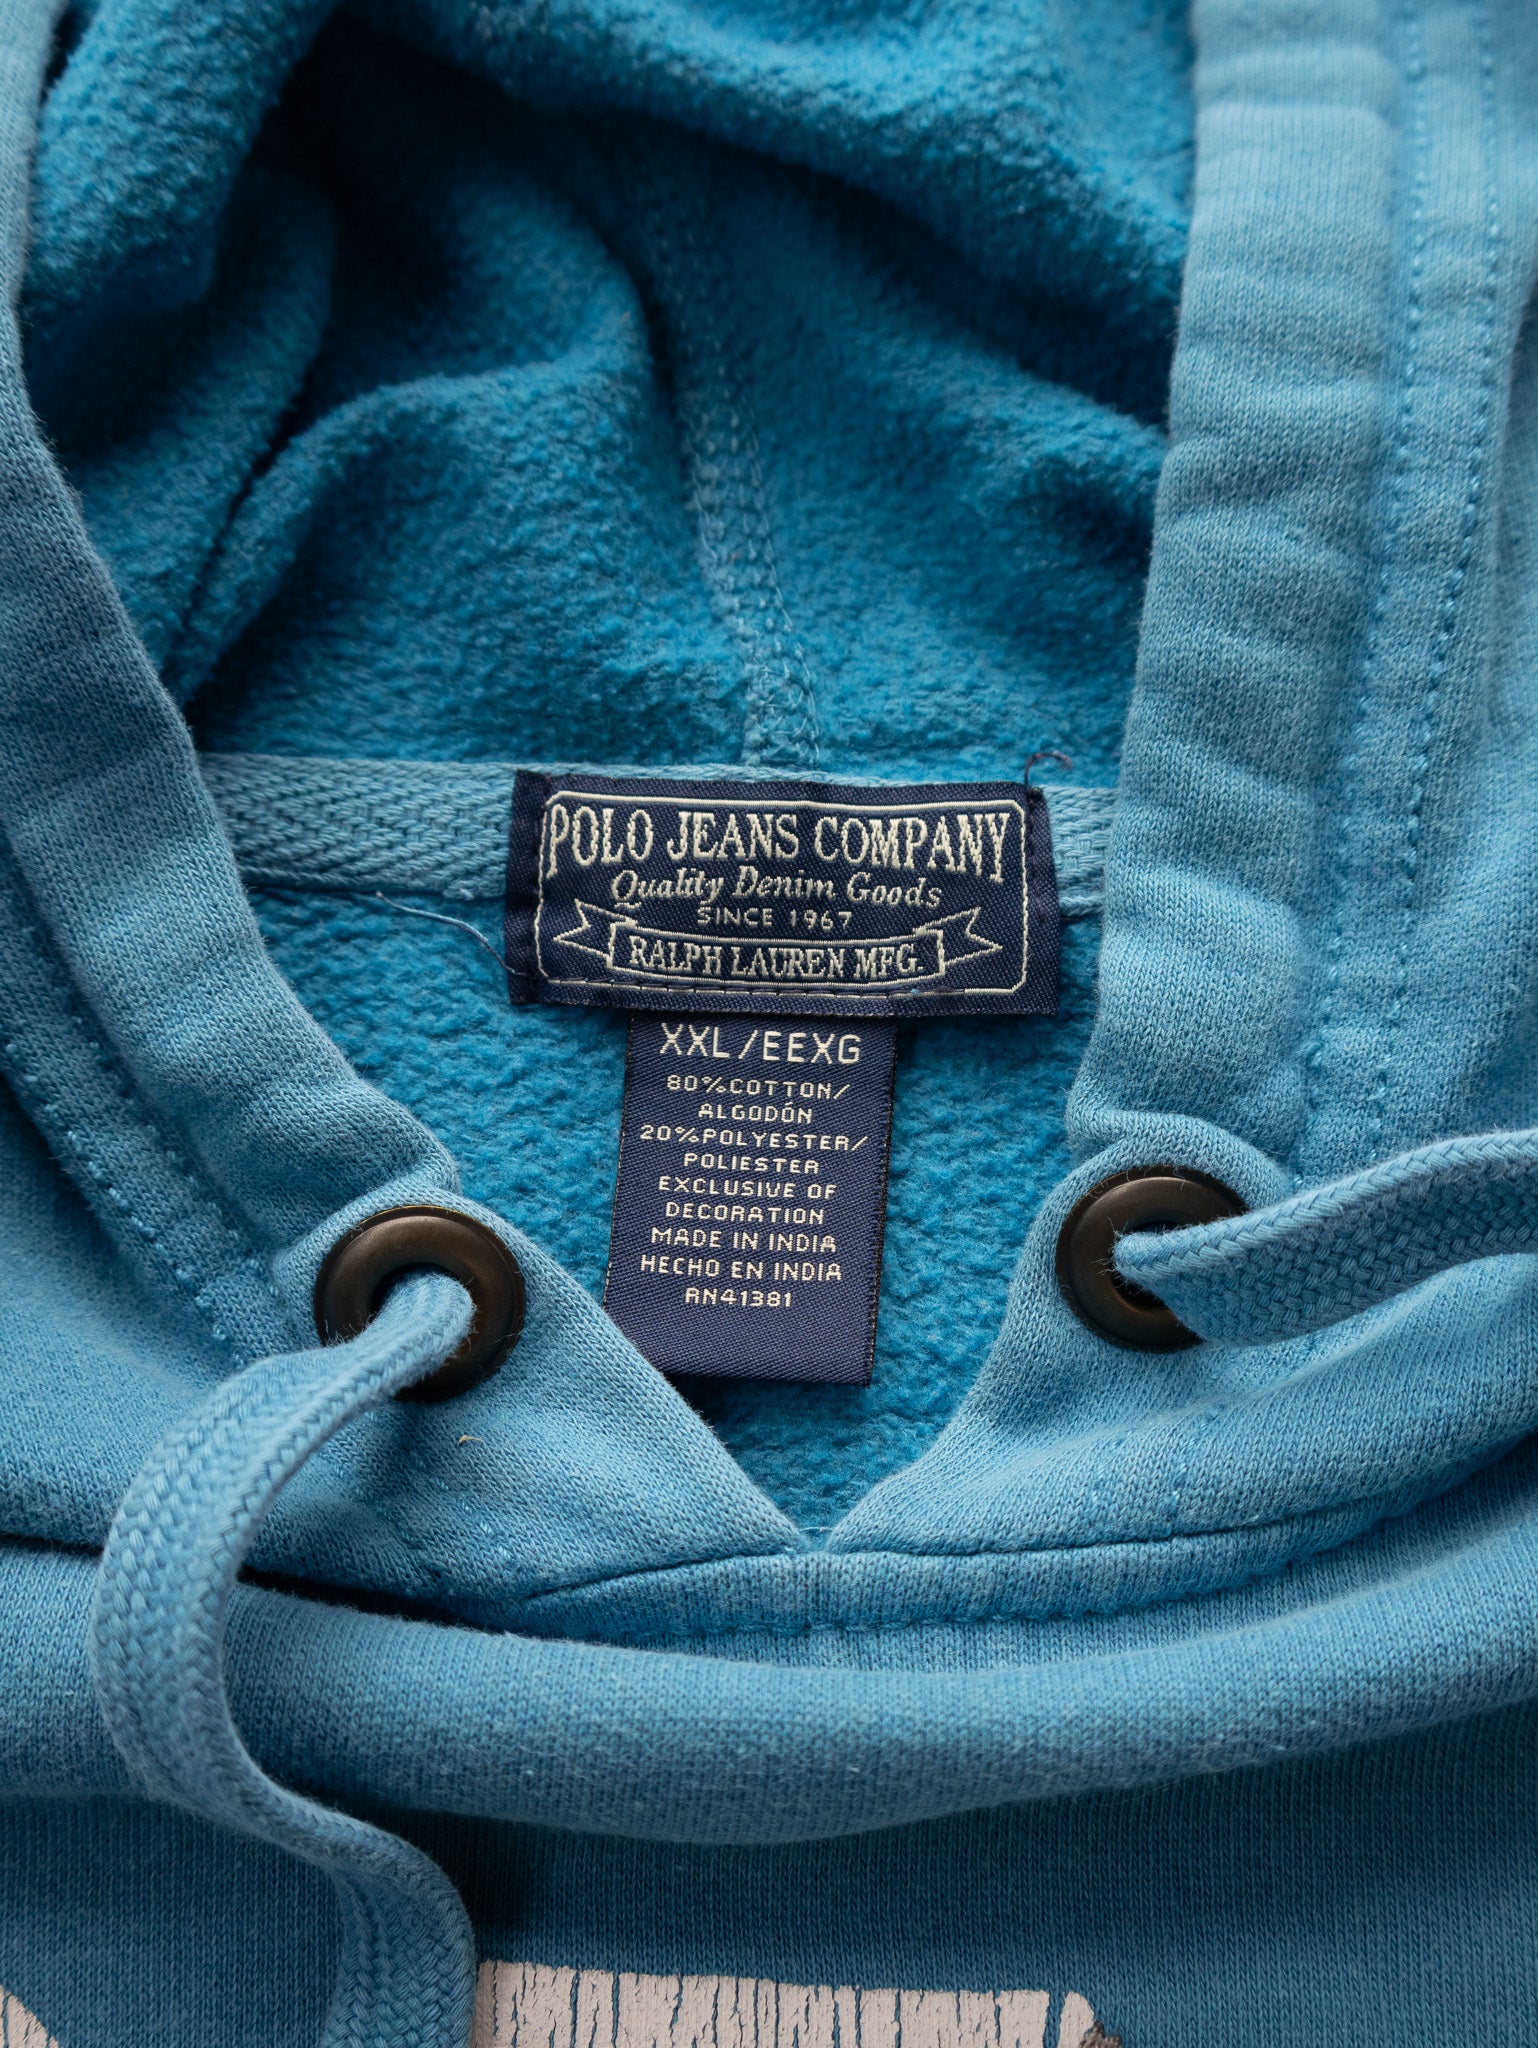 POLO JEANS COMPANY
Quality Denim Goods
SINCE 1967
RALPH LAUREN MFG.
XXL/EEXG
80%COTTON/
ALGODÓN
20%POLYESTER/
POLIESTER
EXCLUSIVE OF
DECORATION
MADE IN INDIA
HECHO EN INDIA
RN41381